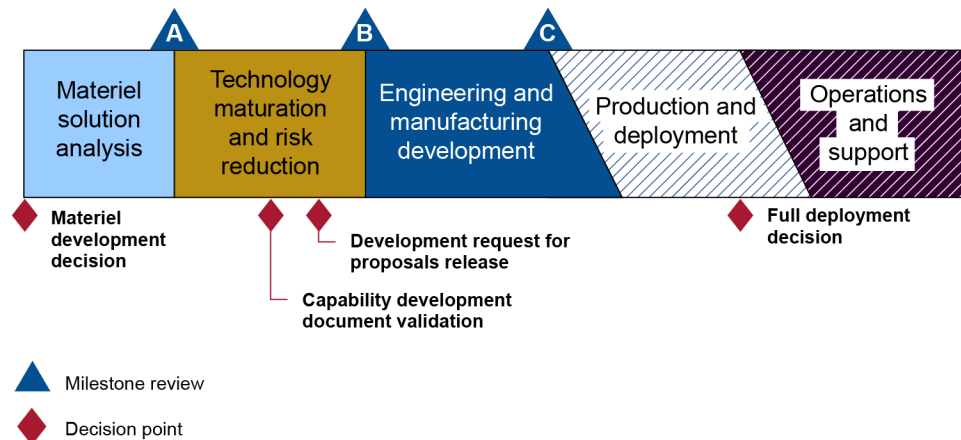 A
B
C
Materiel
solution
analysis
Technology
maturation
and risk
reduction
Engineering and
manufacturing
development
Production and
deployment
Operations
and
support
Materiel
development
decision
Development request for
proposals release
Capability development
document validation
Full deployment
decision
Milestone review
Decision point